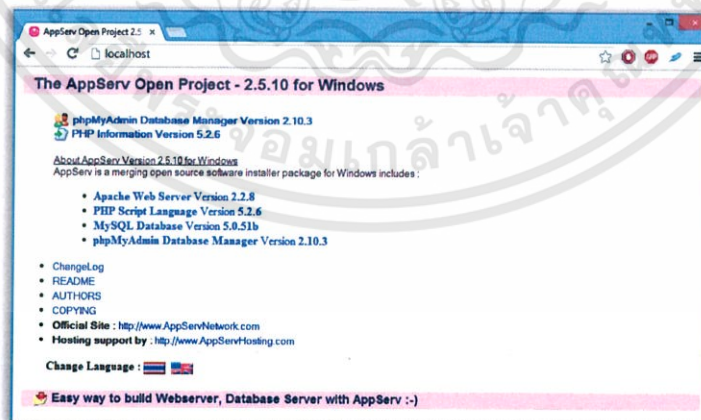 AppServ Open Project 2.5
localhost
The AppServ Open Project - 2.5.10 for Windows
phpMyAdmin Database Manager Version 2.10.3
PHP Information Version 5.2.6
About AppServ Version 2.5.10 for Windows
AppServ is a merging open source software installer package for Windows includes :
• Apache Web Server Version 2.2.8
• PHP Script Language Version 5.2.6
• MySQL Database Version 5.0.51b
• phpMyAdmin Database Manager Version 2.10.3
• ChangeLog
• README
• AUTHORS
• COPYING
• Official Site : http://www.AppServNetwork.com
• Hosting support by : http://www.AppServHosting.com
Change Language :
Easy way to build Webserver, Database Server with AppServ :-)